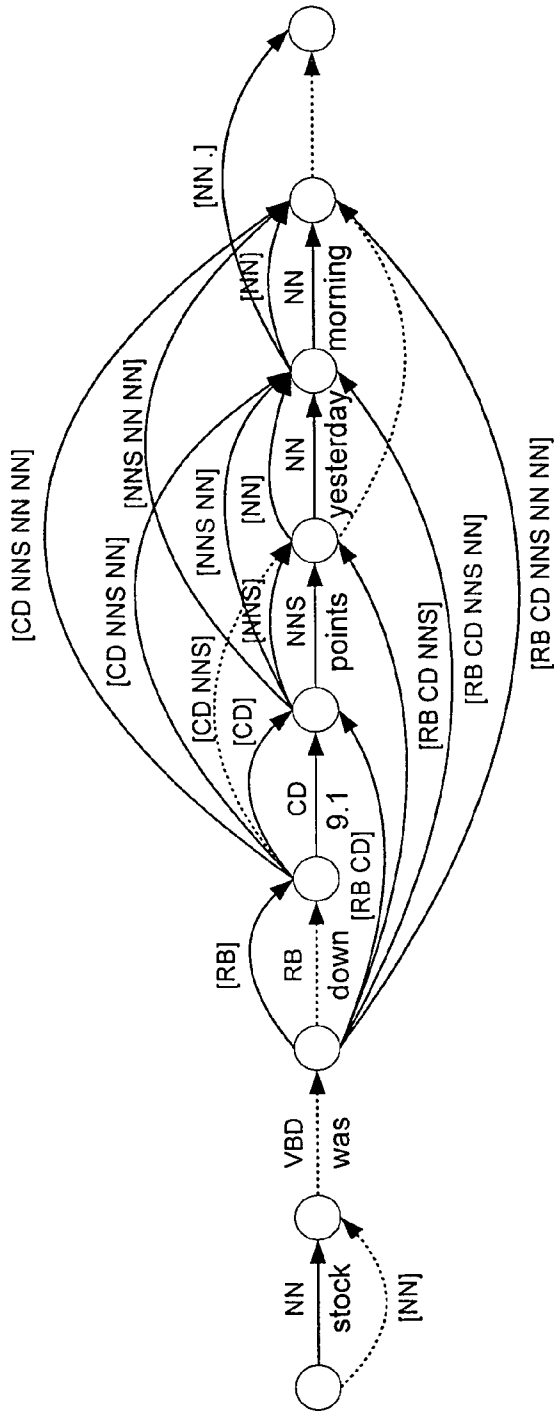 [CD NNS NN NN]
[CD NNS NN]
[NNS NN NN]
[CD NNS]
[NNS NN]
[NN .]
[RB]
[CD]
[NNS]
[NN]
[NN]
NN
VBD
RB
CD
NNS
NN
NN
stock
was
down
9.1
points
yesterday
morning
[NN]
[RB CD]
[RB CD NNS]
[RB CD NNS NN]
[RB CD NNS NN NN]